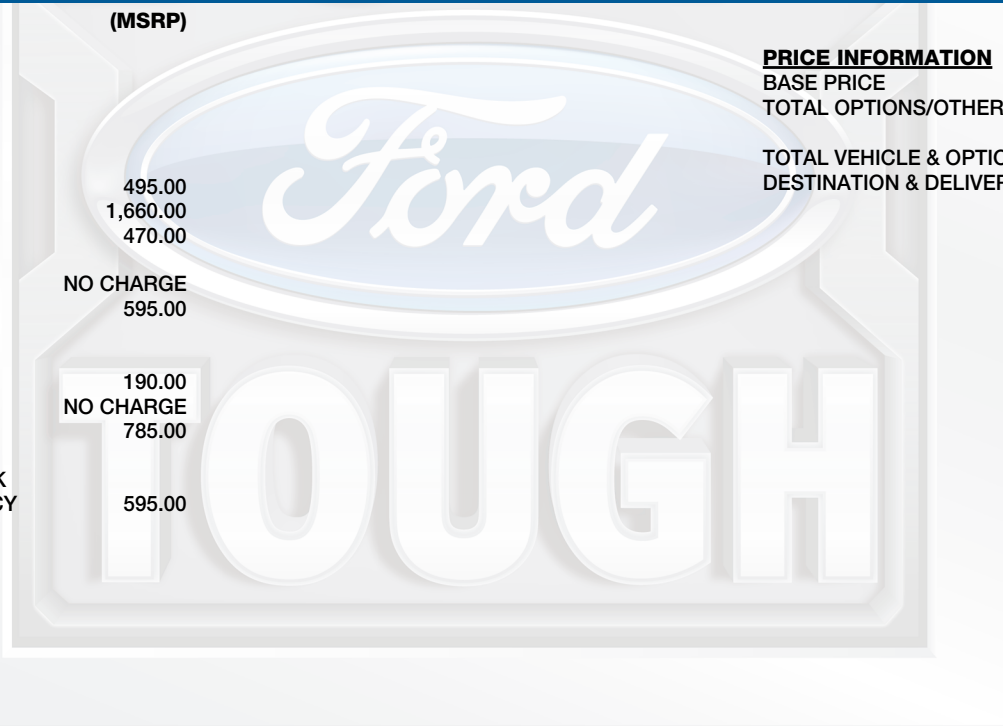 (MSRP)
495.00
1,660.00
470.00
NO CHARGE
595.00
190.00
NO CHARGE
785.00
K
CY
595.00
PRICE INFORMATION
BASE PRICE
TOTAL OPTIONS/OTHER
TOTAL VEHICLE & OPTIO
DESTINATION & DELIVER
Ford
TOUGH